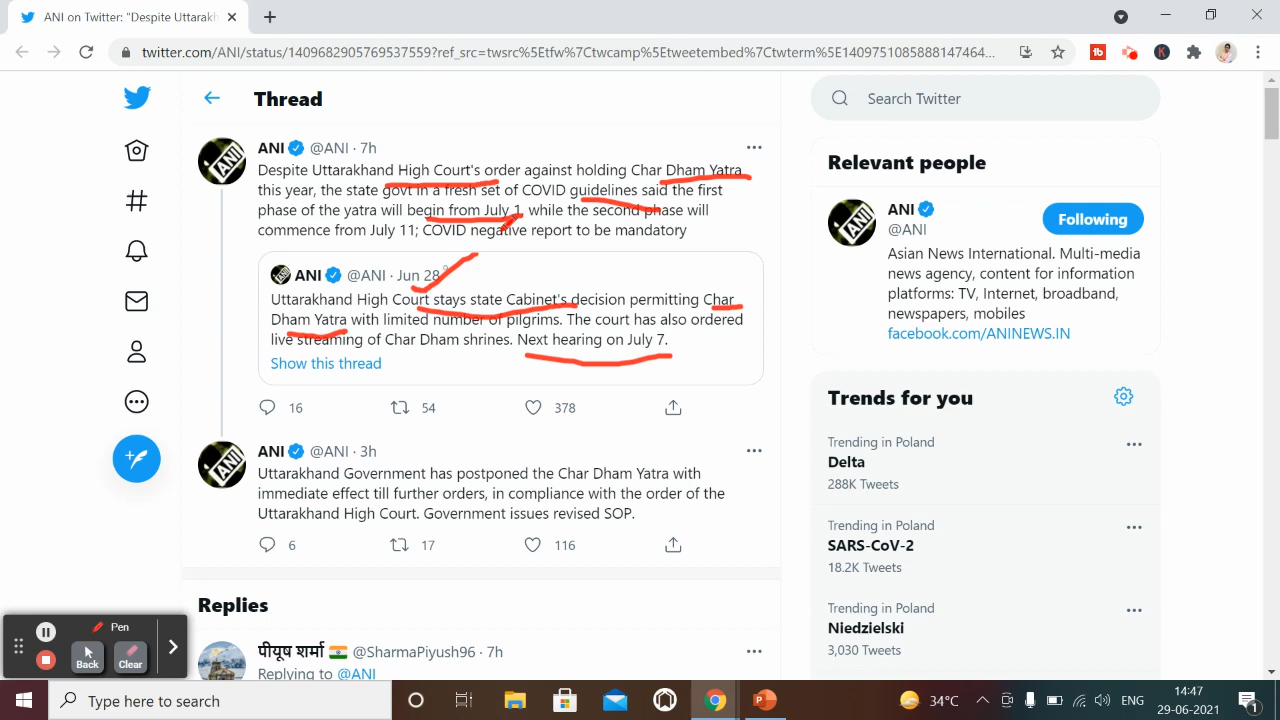 ANI on Twitter: "Despite Uttarakh
twitter.com/ANI/status/1409682905769537559?ref_src=twsrc%5Etfw%7Ctwcamp%5Etweetembed%7Ctwterm%5E1409751085888147464...
Thread
Search Twitter
ANI @ANI · 7h
Despite Uttarakhand High Court's order against holding Char Dham Yatra
this year, the state govt in a fresh set of COVID guidelines said the first
phase of the yatra will begin from July 1, while the second phase will
commence from July 11; COVID negative report to be mandatory
ANI @ANI · Jun 28
Uttarakhand High Court stays state Cabinet's decision permitting Char
Dham Yatra with limited number of pilgrims. The court has also ordered
live streaming of Char Dham shrines. Next hearing on July 7.
Show this thread
16 54 378
ANI @ANI · 3h
Uttarakhand Government has postponed the Char Dham Yatra with
immediate effect till further orders, in compliance with the order of the
Uttarakhand High Court. Government issues revised SOP.
6 17 116
Replies
पीयूष शर्मा @SharmaPiyush96 · 7h
Replying to @ANI
Relevant people
ANI
@ANI
Following
Asian News International. Multi-media
news agency, content for information
platforms: TV, Internet, broadband,
newspapers, mobiles
facebook.com/ANINEWS.IN
Trends for you
Trending in Poland
Delta
288K Tweets
Trending in Poland
SARS-CoV-2
18.2K Tweets
Trending in Poland
Niedzielski
3,030 Tweets
Pen
Back
Clear
Type here to search
34°C
ENG
14:47
29-06-2021
1